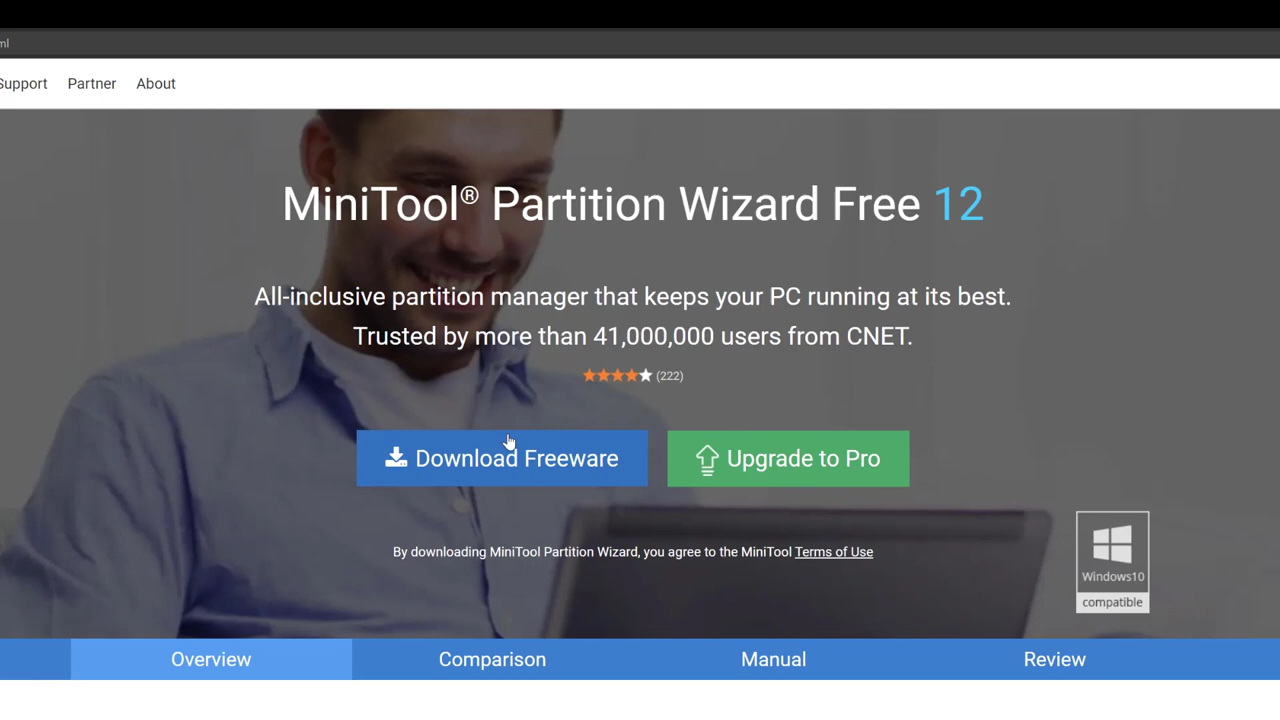 ml
Support
Partner
About
MiniTool® Partition Wizard Free 12
All-inclusive partition manager that keeps your PC running at its best.
Trusted by more than 41,000,000 users from CNET.
(222)
Download Freeware
Upgrade to Pro
By downloading MiniTool Partition Wizard, you agree to the MiniTool Terms of Use
Windows10
compatible
Overview
Comparison
Manual
Review